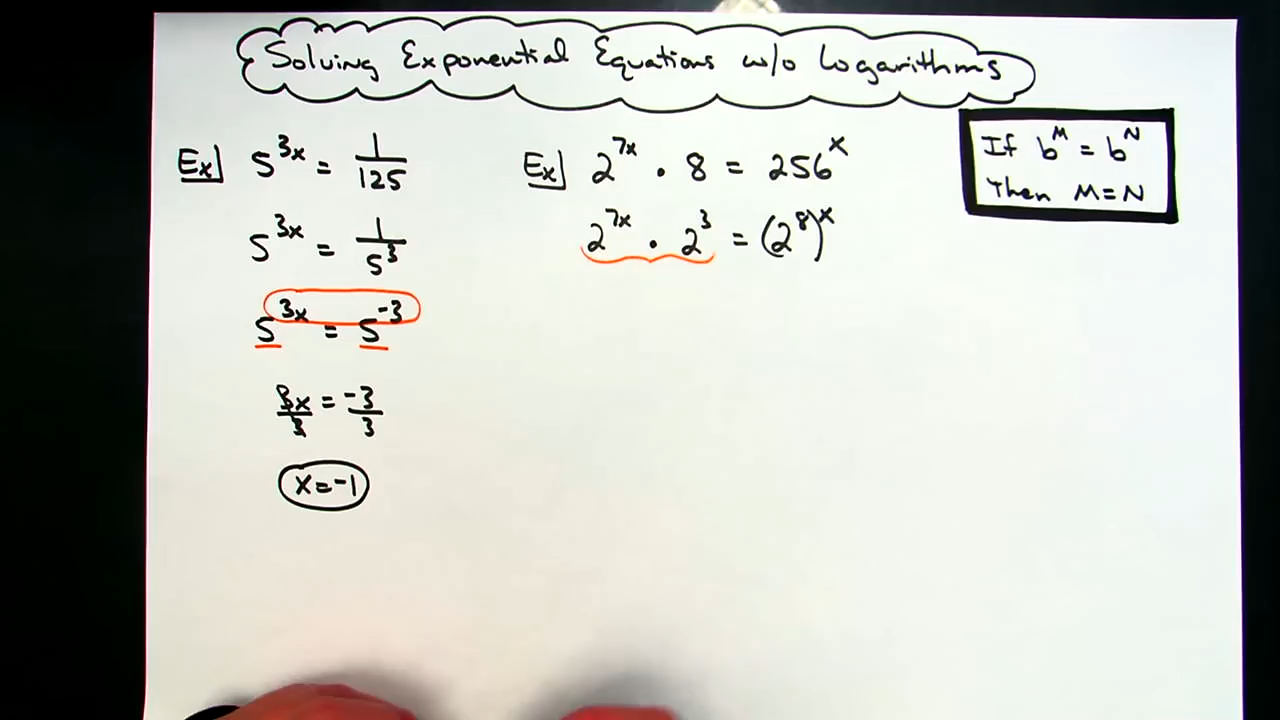 Solving Exponential Equations w/o Logarithms
Ex] 5^{3x} = 1/125
5^{3x} = 1/5^3
5^{3x} = 5^{-3}
3x/3 = -3/3
x = -1
Ex] 2^{7x} · 8 = 256^x
2^{7x} · 2^3 = (2^8)^x
If b^M = b^N
Then M = N